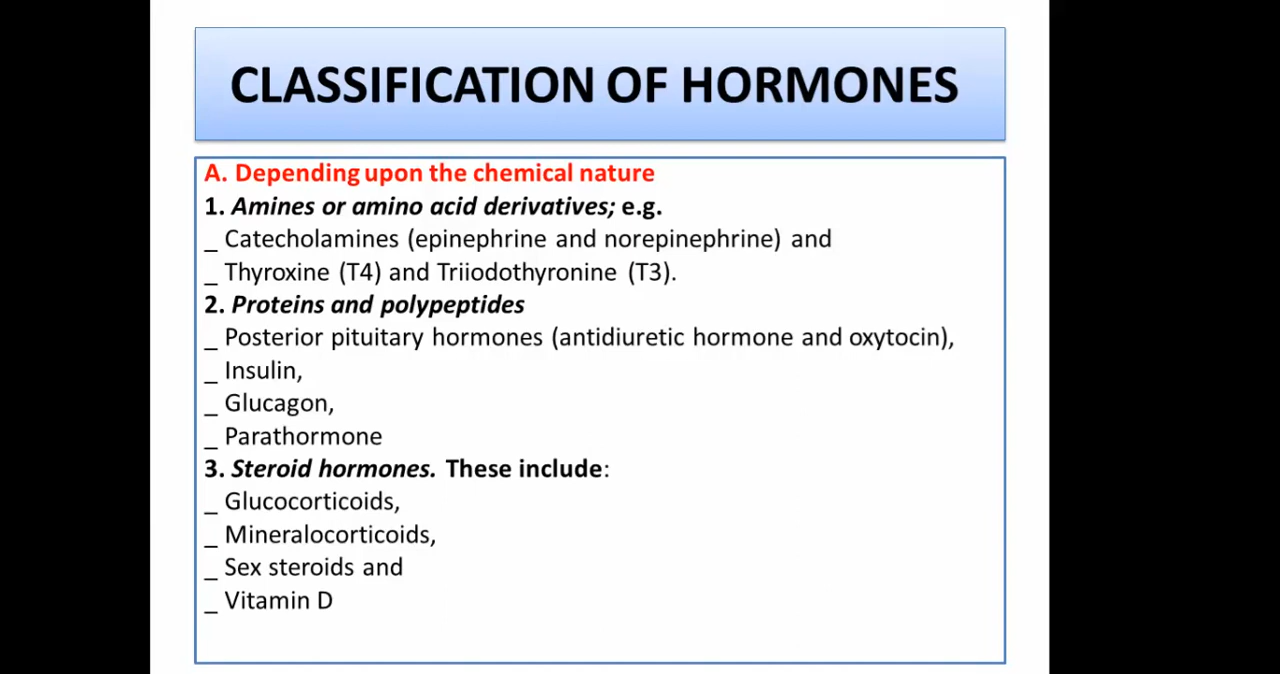 CLASSIFICATION OF HORMONES
A. Depending upon the chemical nature
1. Amines or amino acid derivatives; e.g.
_ Catecholamines (epinephrine and norepinephrine) and
_ Thyroxine (T4) and Triiodothyronine (T3).
2. Proteins and polypeptides
_ Posterior pituitary hormones (antidiuretic hormone and oxytocin),
_ Insulin,
_ Glucagon,
_ Parathormone
3. Steroid hormones. These include:
_ Glucocorticoids,
_ Mineralocorticoids,
_ Sex steroids and
_ Vitamin D